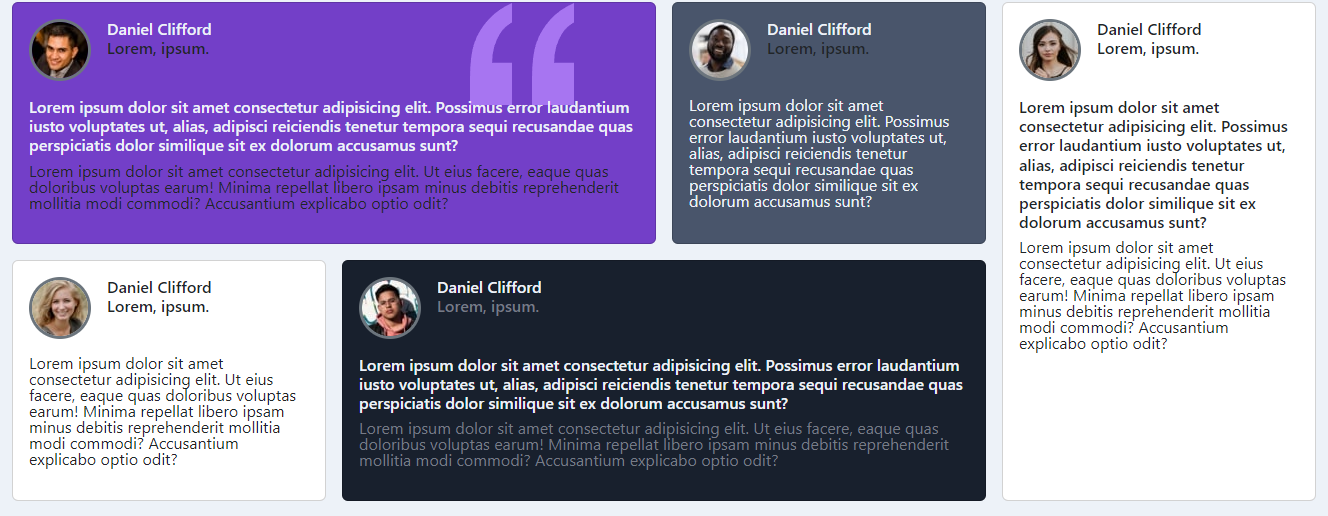 Daniel Clifford
Lorem, ipsum.
“
Lorem ipsum dolor sit amet consectetur adipisicing elit. Possimus error laudantium
iusto voluptates ut, alias, adipisci reiciendis tenetur tempora sequi recusandae quas
perspiciatis dolor similique sit ex dolorum accusamus sunt?
Lorem ipsum dolor sit amet consectetur adipisicing elit. Ut eius facere, eaque quas
doloribus voluptas earum! Minima repellat libero ipsam minus debitis reprehenderit
mollitia modi commodi? Accusantium explicabo optio odit?
Daniel Clifford
Lorem, ipsum.
Lorem ipsum dolor sit amet
consectetur adipisicing elit. Possimus
error laudantium iusto voluptates ut,
alias, adipisci reiciendis tenetur
tempora sequi recusandae quas
perspiciatis dolor similique sit ex
dolorum accusamus sunt?
Daniel Clifford
Lorem, ipsum.
Lorem ipsum dolor sit amet
consectetur adipisicing elit. Possimus
error laudantium iusto voluptates ut,
alias, adipisci reiciendis tenetur
tempora sequi recusandae quas
perspiciatis dolor similique sit ex
dolorum accusamus sunt?
Lorem ipsum dolor sit amet
consectetur adipisicing elit. Ut eius
facere, eaque quas doloribus voluptas
earum! Minima repellat libero ipsam
minus debitis reprehenderit mollitia
modi commodi? Accusantium
explicabo optio odit?
Daniel Clifford
Lorem, ipsum.
Lorem ipsum dolor sit amet
consectetur adipisicing elit. Ut eius
facere, eaque quas doloribus voluptas
earum! Minima repellat libero ipsam
minus debitis reprehenderit mollitia
modi commodi? Accusantium
explicabo optio odit?
Daniel Clifford
Lorem, ipsum.
Lorem ipsum dolor sit amet consectetur adipisicing elit. Possimus error laudantium
iusto voluptates ut, alias, adipisci reiciendis tenetur tempora sequi recusandae quas
perspiciatis dolor similique sit ex dolorum accusamus sunt?
Lorem ipsum dolor sit amet consectetur adipisicing elit. Ut eius facere, eaque quas
doloribus voluptas earum! Minima repellat libero ipsam minus debitis reprehenderit
mollitia modi commodi? Accusantium explicabo optio odit?